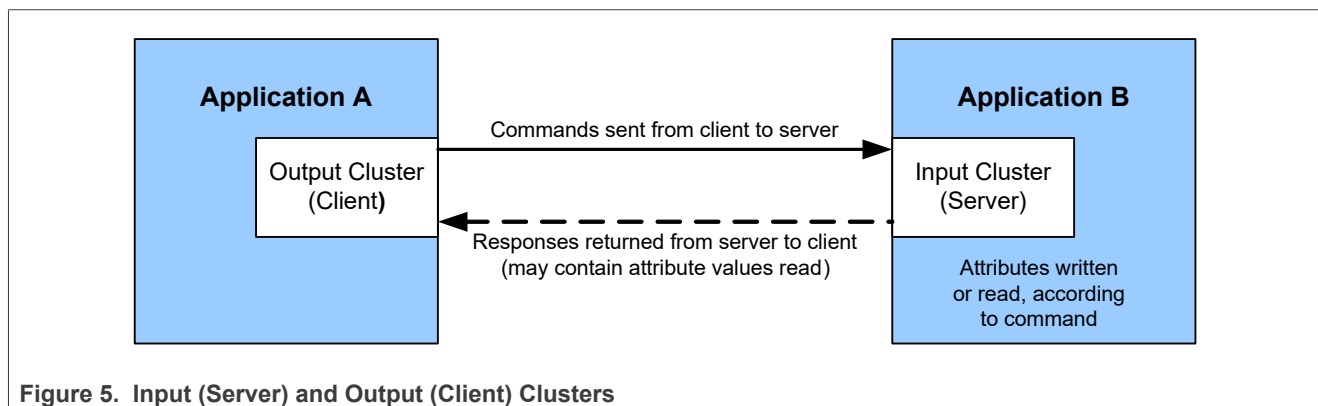 Application A
Application B
Commands sent from client to server
Output Cluster
(Client)
Input Cluster
(Server)
Responses returned from server to client
(may contain attribute values read)
Attributes written
or read, according
to command
Figure 5. Input (Server) and Output (Client) Clusters